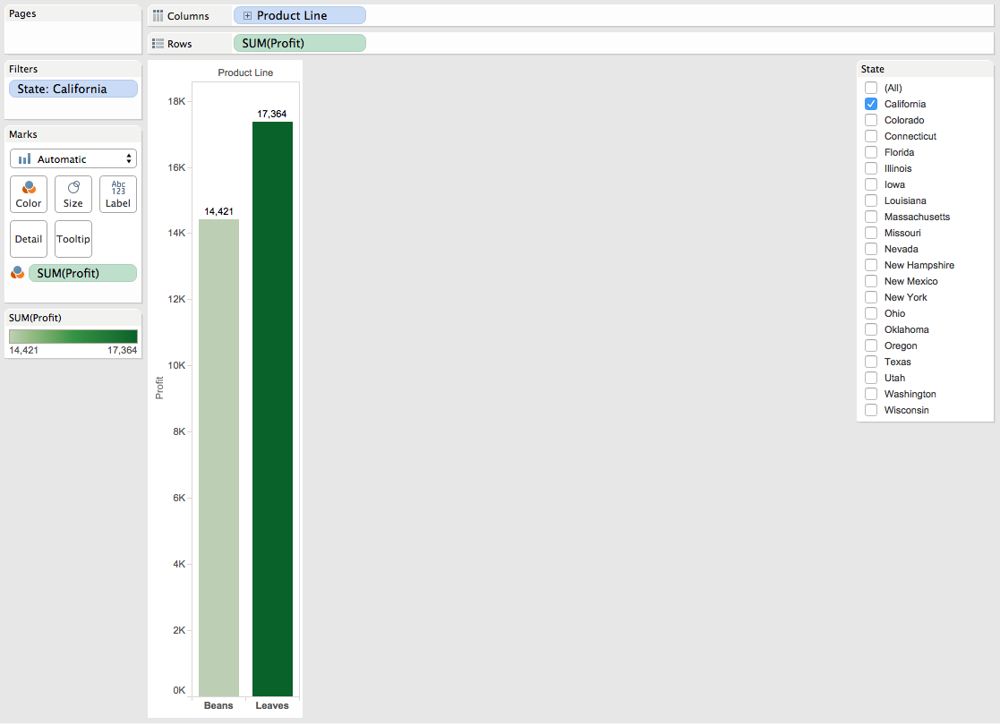 Pages
Columns
Product Line
Rows
SUM(Profit)
Filters
State: California
Marks
Automatic
Color
Size
Abc
123
Label
Detail
Tooltip
SUM(Profit)
SUM(Profit)
14,421
17,364
Product Line
Profit
18K
16K
14K
12K
10K
8K
6K
4K
2K
0K
14,421
17,364
Beans
Leaves
State
(All)
California
Colorado
Connecticut
Florida
Illinois
Iowa
Louisiana
Massachusetts
Missouri
Nevada
New Hampshire
New Mexico
New York
Ohio
Oklahoma
Oregon
Texas
Utah
Washington
Wisconsin